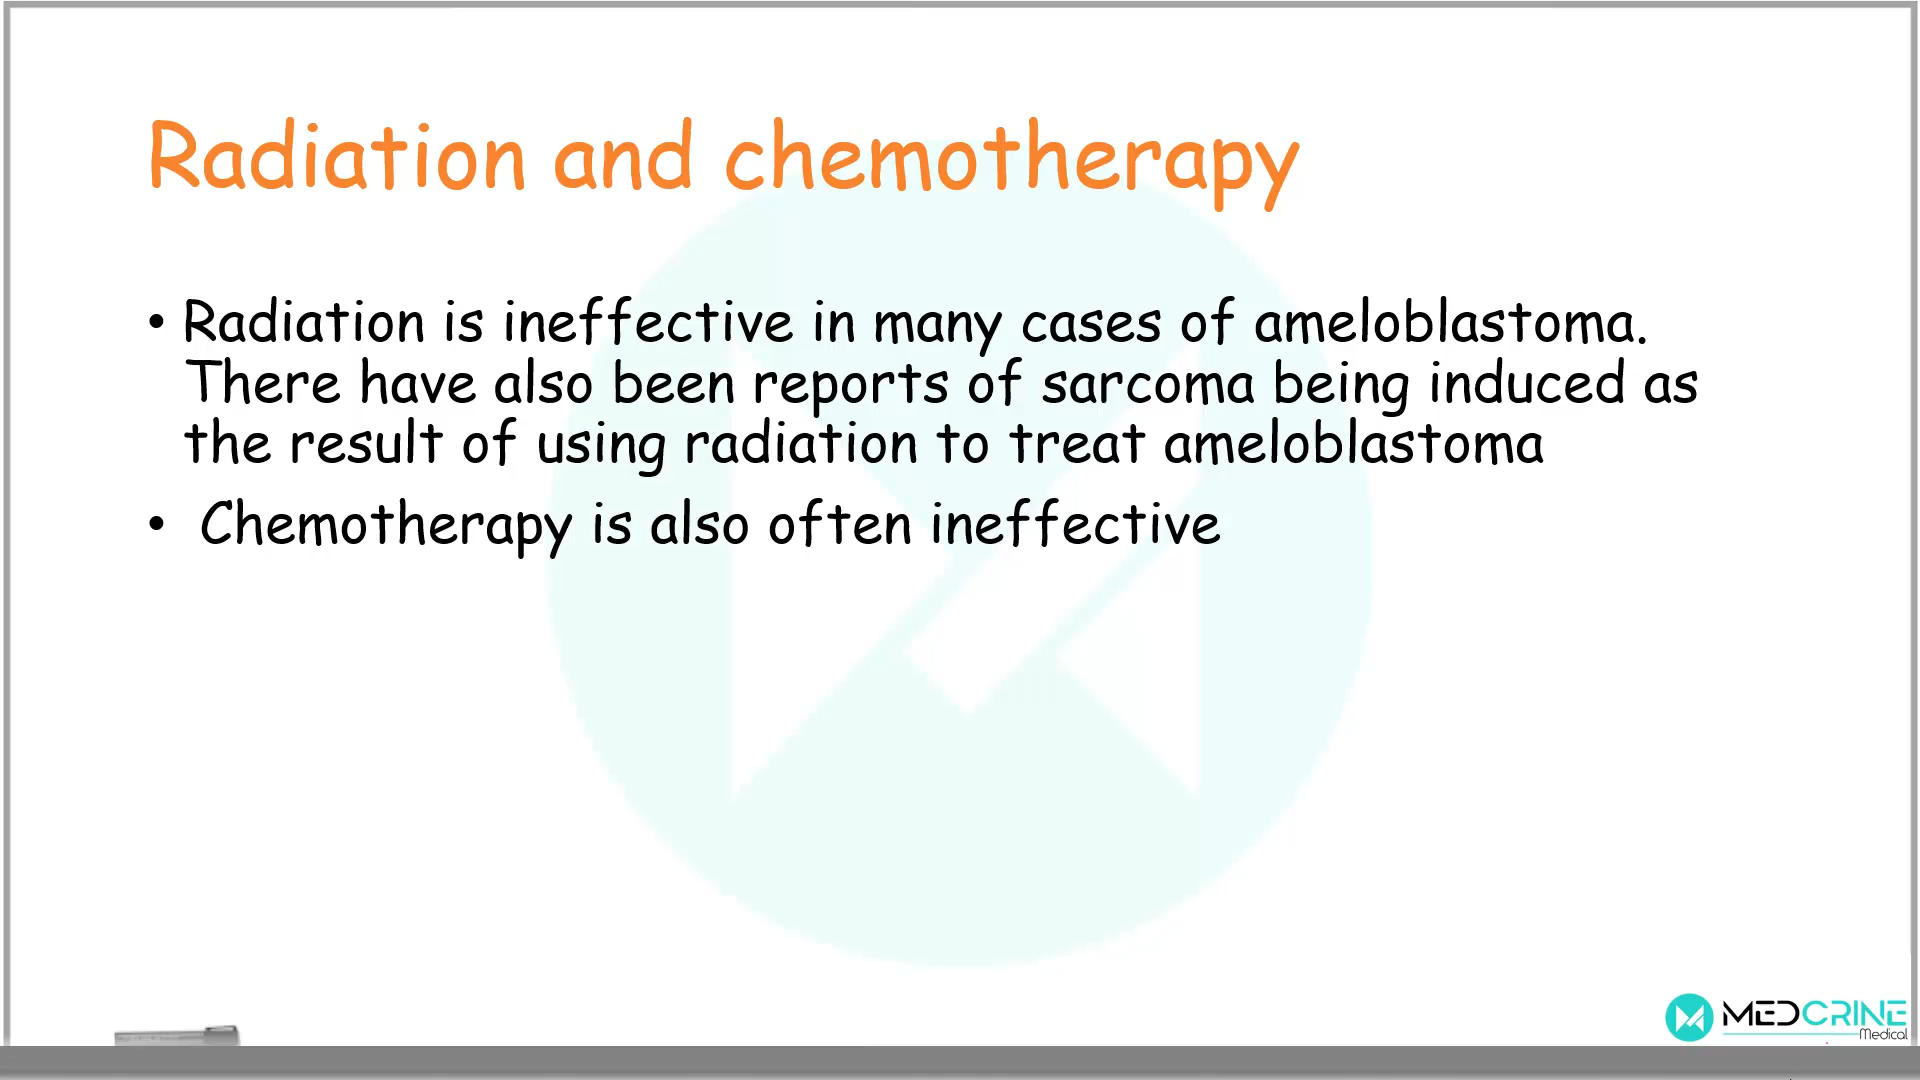 Radiation and chemotherapy
• Radiation is ineffective in many cases of ameloblastoma.
There have also been reports of sarcoma being induced as
the result of using radiation to treat ameloblastoma
• Chemotherapy is also often ineffective
MEDCRINE
Medical